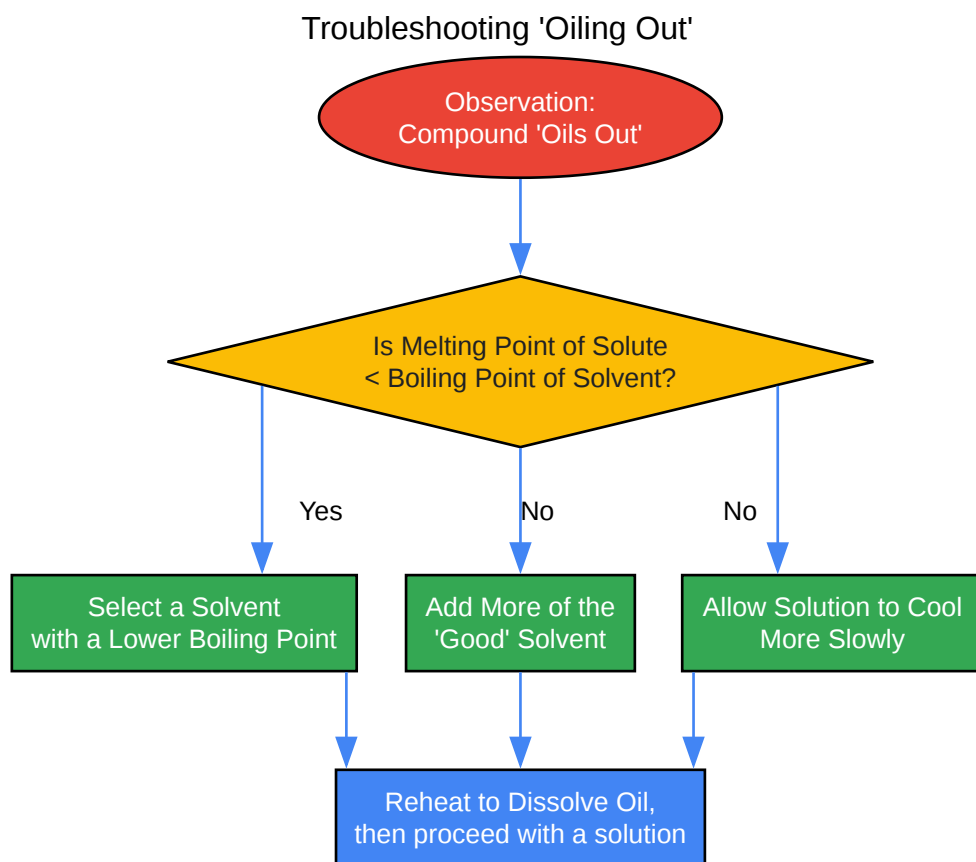 Troubleshooting 'Oiling Out'
Observation:
Compound 'Oils Out'
Is Melting Point of Solute
< Boiling Point of Solvent?
Yes
No
No
Select a Solvent
with a Lower Boiling Point
Add More of the
'Good' Solvent
Allow Solution to Cool
More Slowly
Reheat to Dissolve Oil,
then proceed with a solution